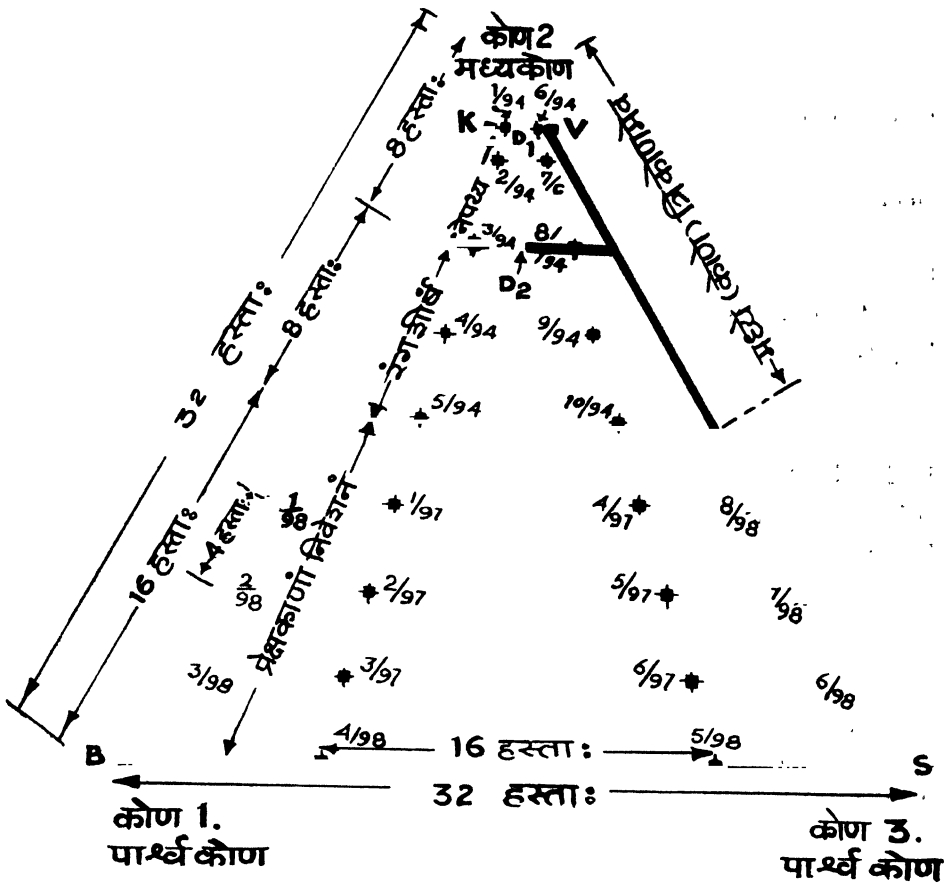 कोण 2
मध्यकोण
1/94 6/94
K D1 V
2/94 7/6
8 हस्ताः
नेपथ्य
3/94 8/94
D2
8 हस्ताः
रंगशीर्ष
4/94 9/94
32 हस्ताः
5/94 10/94
16 हस्ताः
4 हस्ताः
प्रेक्षकाणां निवेशनं
1/98 1/97 4/97 8/98
2/98 2/97 5/97 7/98
3/98 3/97 6/97 6/98
4/98 5/98
B 16 हस्ताः S
32 हस्ताः
कोण 1.
पार्श्व कोण
कोण 3.
पार्श्व कोण